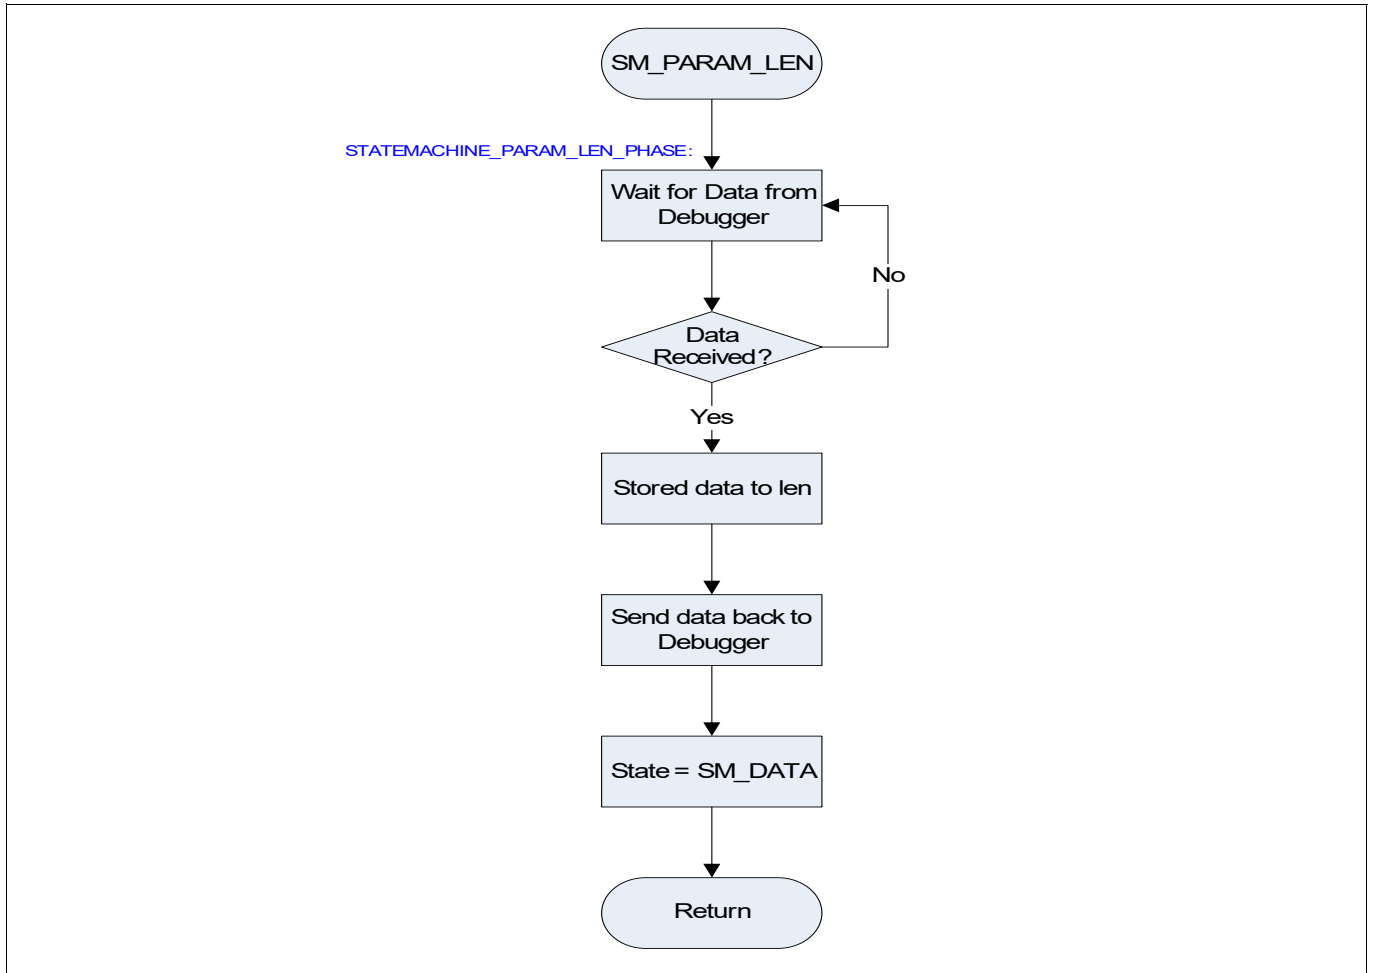 SM_PARAM_LEN
STATEMACHINE_PARAM_LEN_PHASE:
Wait for Data from
Debugger
No
Data
Received?
Yes
Stored data to len
Send data back to
Debugger
State = SM_DATA
Return